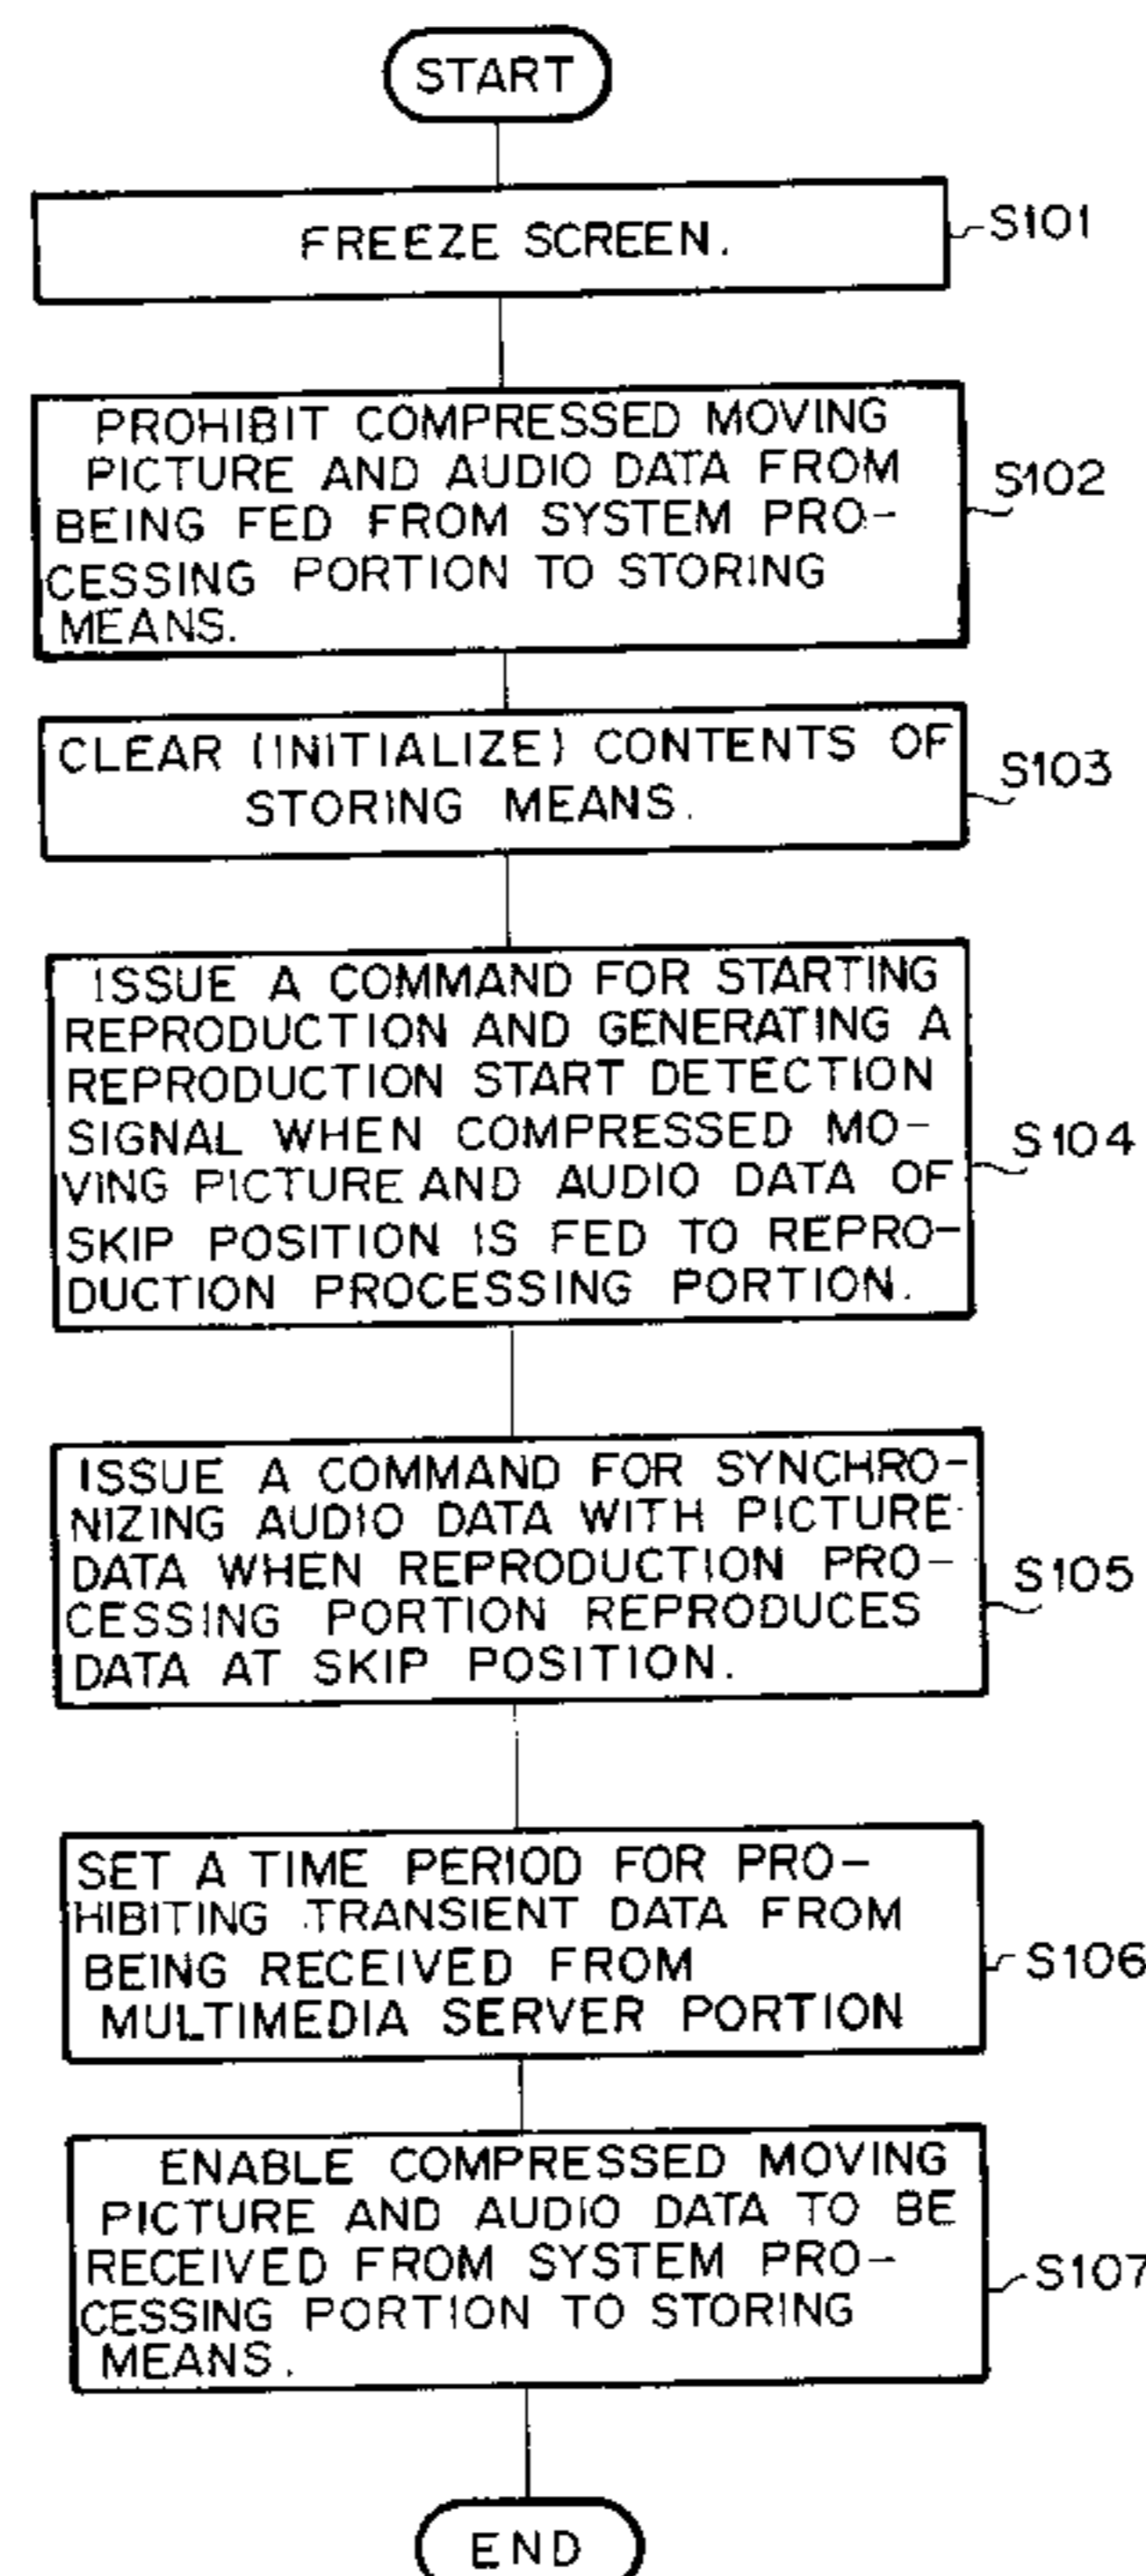 START
FREEZE SCREEN.
S101
PROHIBIT COMPRESSED MOVING
PICTURE AND AUDIO DATA FROM
BEING FED FROM SYSTEM PRO-
CESSING PORTION TO STORING
MEANS.
S102
CLEAR (INITIALIZE) CONTENTS OF
STORING MEANS.
S103
ISSUE A COMMAND FOR STARTING
REPRODUCTION AND GENERATING A
REPRODUCTION START DETECTION
SIGNAL WHEN COMPRESSED MO-
VING PICTURE AND AUDIO DATA OF
SKIP POSITION IS FED TO REPRO-
DUCTION PROCESSING PORTION.
S104
ISSUE A COMMAND FOR SYNCHRO-
NIZING AUDIO DATA WITH PICTURE
DATA WHEN REPRODUCTION PRO-
CESSING PORTION REPRODUCES
DATA AT SKIP POSITION.
S105
SET A TIME PERIOD FOR PRO-
HIBITING TRANSIENT DATA FROM
BEING RECEIVED FROM
MULTIMEDIA SERVER PORTION
S106
ENABLE COMPRESSED MOVING
PICTURE AND AUDIO DATA TO BE
RECEIVED FROM SYSTEM PRO-
CESSING PORTION TO STORING
MEANS.
S107
END